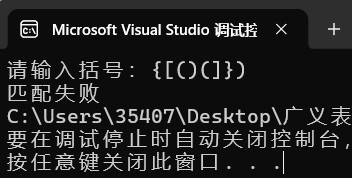 Microsoft Visual Studio 调试控
请输入括号：{[()(]})
匹配失败
C:\Users\35407\Desktop\广义表
要在调试停止时自动关闭控制台,
按任意键关闭此窗口. . .